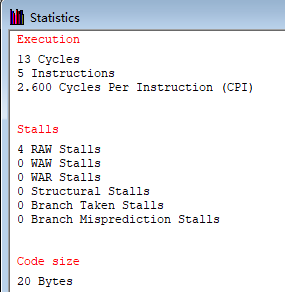 Statistics
Execution
13 Cycles
5 Instructions
2.600 Cycles Per Instruction (CPI)
Stalls
4 RAW Stalls
0 WAW Stalls
0 WAR Stalls
0 Structural Stalls
0 Branch Taken Stalls
0 Branch Misprediction Stalls
Code size
20 Bytes